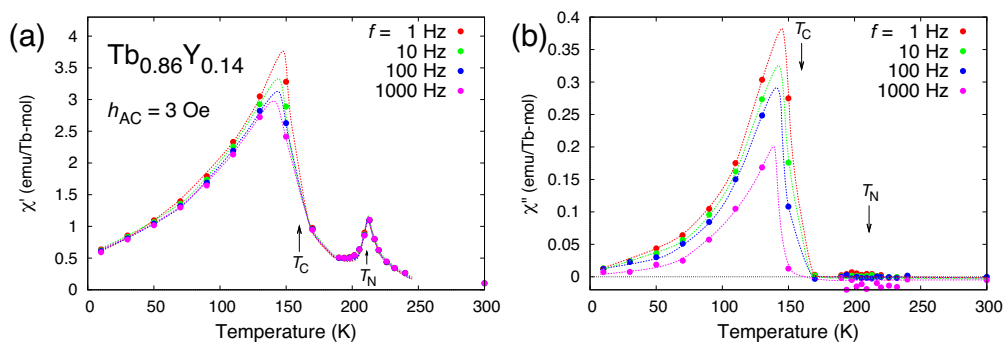 (a)
Tb0.86Y0.14
hAC = 3 Oe
f = 1 Hz
10 Hz
100 Hz
1000 Hz
TC
TN
χ' (emu/Tb-mol)
4
3.5
3
2.5
2
1.5
1
0.5
0
0 50 100 150 200 250 300
Temperature (K)
(b)
TC
f = 1 Hz
10 Hz
100 Hz
1000 Hz
TN
χ'' (emu/Tb-mol)
0.4
0.35
0.3
0.25
0.2
0.15
0.1
0.05
0
0 50 100 150 200 250 300
Temperature (K)